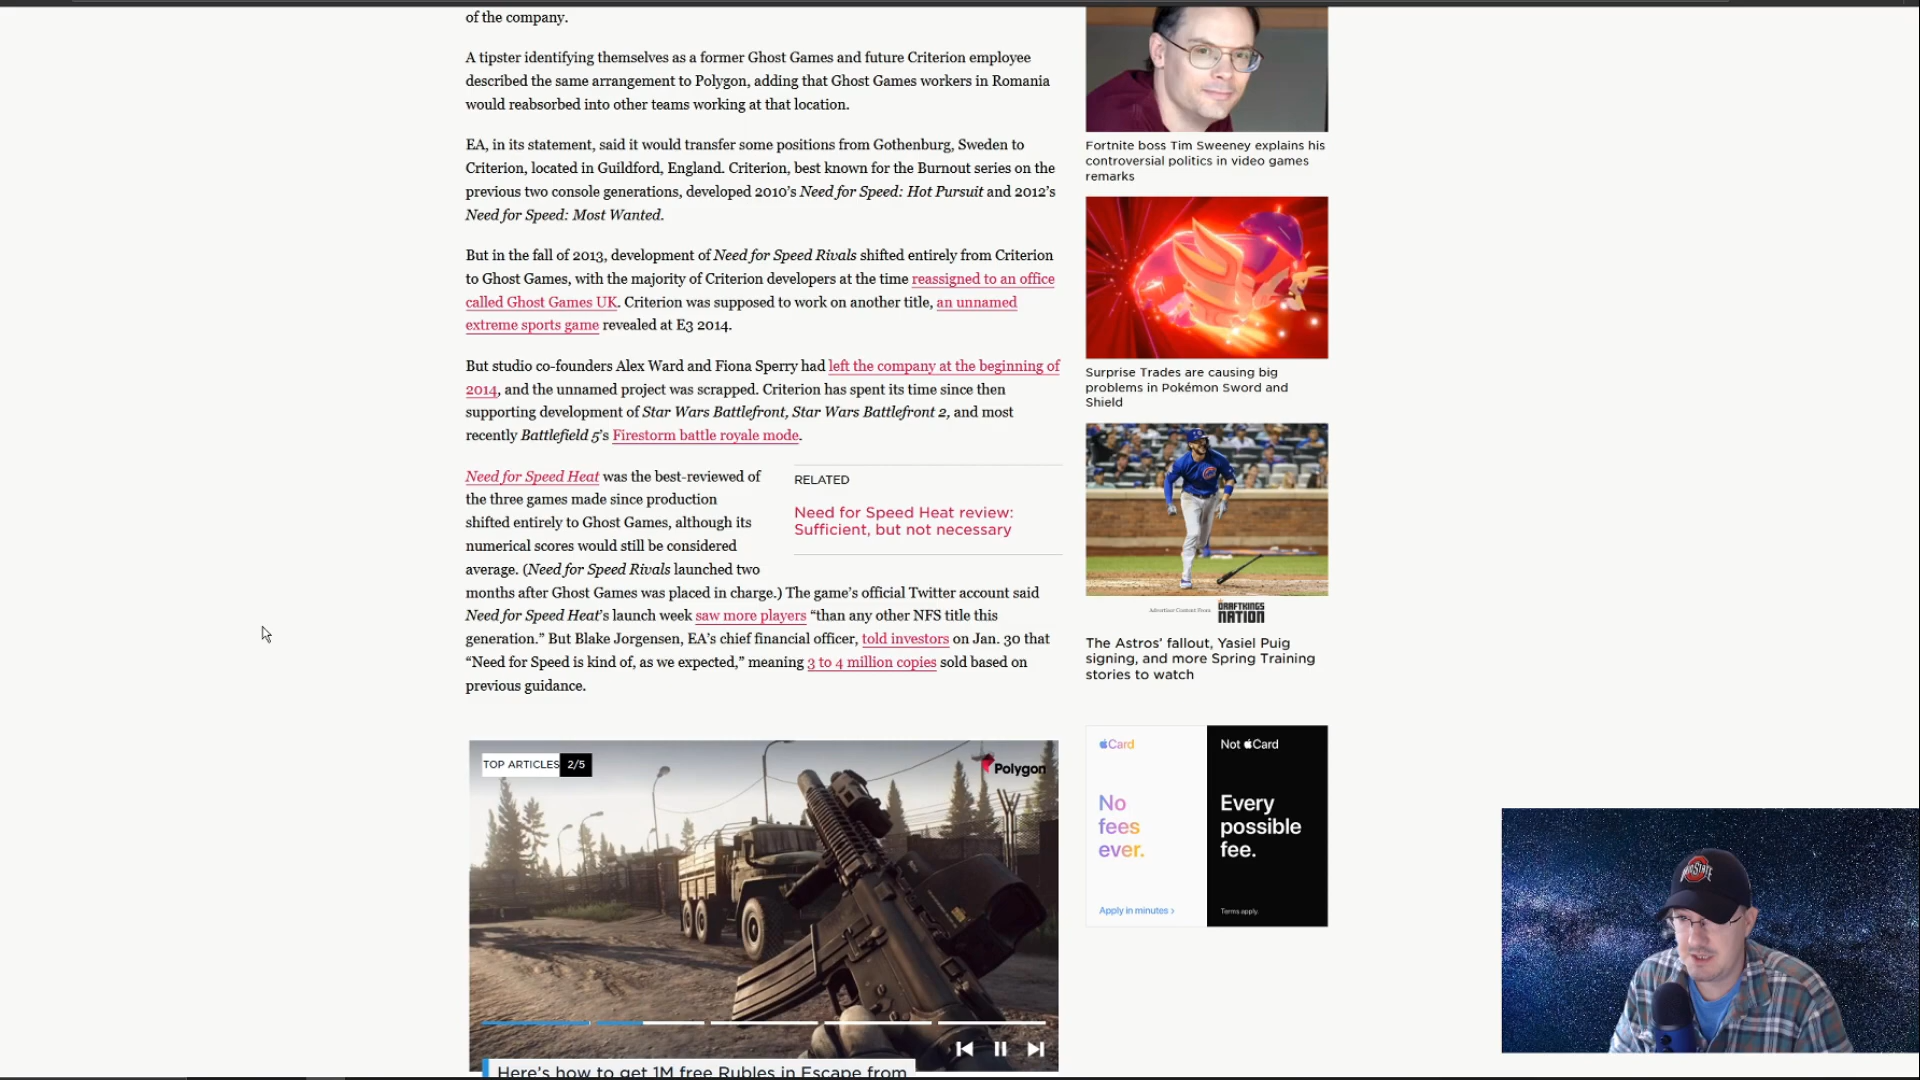 of the company.
A tipster identifying themselves as a former Ghost Games and future Criterion employee
described the same arrangement to Polygon, adding that Ghost Games workers in Romania
would reabsorbed into other teams working at that location.
EA, in its statement, said it would transfer some positions from Gothenburg, Sweden to
Criterion, located in Guildford, England. Criterion, best known for the Burnout series on the
previous two console generations, developed 2010’s Need for Speed: Hot Pursuit and 2012’s
Need for Speed: Most Wanted.
But in the fall of 2013, development of Need for Speed Rivals shifted entirely from Criterion
to Ghost Games, with the majority of Criterion developers at the time reassigned to an office
called Ghost Games UK. Criterion was supposed to work on another title, an unnamed
extreme sports game revealed at E3 2014.
But studio co-founders Alex Ward and Fiona Sperry had left the company at the beginning of
2014, and the unnamed project was scrapped. Criterion has spent its time since then
supporting development of Star Wars Battlefront, Star Wars Battlefront 2, and most
recently Battlefield 5’s Firestorm battle royale mode.
Need for Speed Heat was the best-reviewed of
the three games made since production
shifted entirely to Ghost Games, although its
numerical scores would still be considered
average. (Need for Speed Rivals launched two
months after Ghost Games was placed in charge.) The game’s official Twitter account said
Need for Speed Heat’s launch week saw more players “than any other NFS title this
generation.” But Blake Jorgensen, EA’s chief financial officer, told investors on Jan. 30 that
“Need for Speed is kind of, as we expected,” meaning 3 to 4 million copies sold based on
previous guidance.
RELATED
Need for Speed Heat review:
Sufficient, but not necessary
TOP ARTICLES 2/5
Polygon
Here’s how to get 1M free Rubles in Escape from
Fortnite boss Tim Sweeney explains his
controversial politics in video games
remarks
Surprise Trades are causing big
problems in Pokémon Sword and
Shield
Advertiser Content From
DRAFTKINGS
NATION
The Astros’ fallout, Yasiel Puig
signing, and more Spring Training
stories to watch
Card
No
fees
ever.
Apply in minutes >
Not Card
Every
possible
fee.
Terms apply.